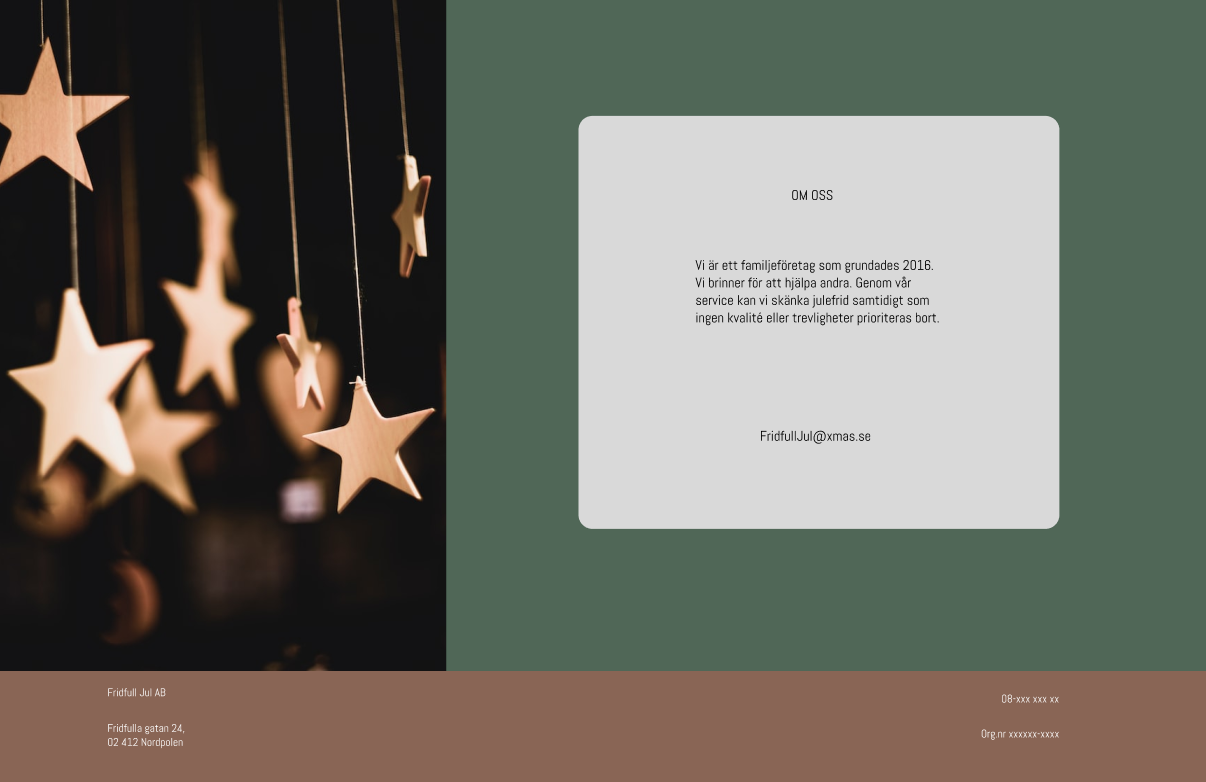 OM OSS
Vi är ett familjeföretag som grundades 2016.
Vi brinner för att hjälpa andra. Genom vår
service kan vi skänka julefrid samtidigt som
ingen kvalité eller trevligheter prioriteras bort.
FridfullJul@xmas.se
Fridfull Jul AB
Fridfulla gatan 24,
02 412 Nordpolen
08-xxx xxx xx
Org.nr xxxxxx-xxxx